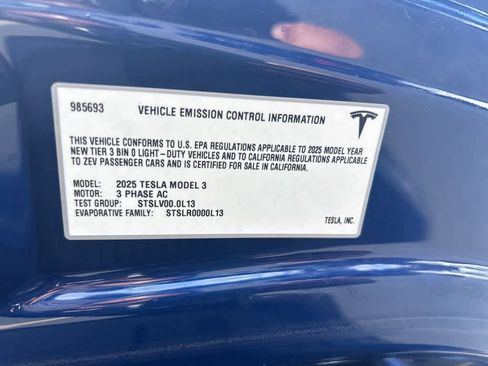 985693 VEHICLE EMISSION CONTROL INFORMATION
THIS VEHICLE CONFORMS TO U.S. EPA REGULATIONS APPLICABLE TO 2025 MODEL YEAR
NEW TIER 3 BIN 0 LIGHT-DUTY VEHICLES AND TO CALIFORNIA REGULATIONS APPLICABLE
TO ZEV PASSENGER CARS AND IS CERTIFIED FOR SALE IN CALIFORNIA.
MODEL: 2025 TESLA MODEL 3
MOTOR: 3 PHASE AC
TEST GROUP: STSLV00.0L13
EVAPORATIVE FAMILY: STSLR0000L13
TESLA, INC.